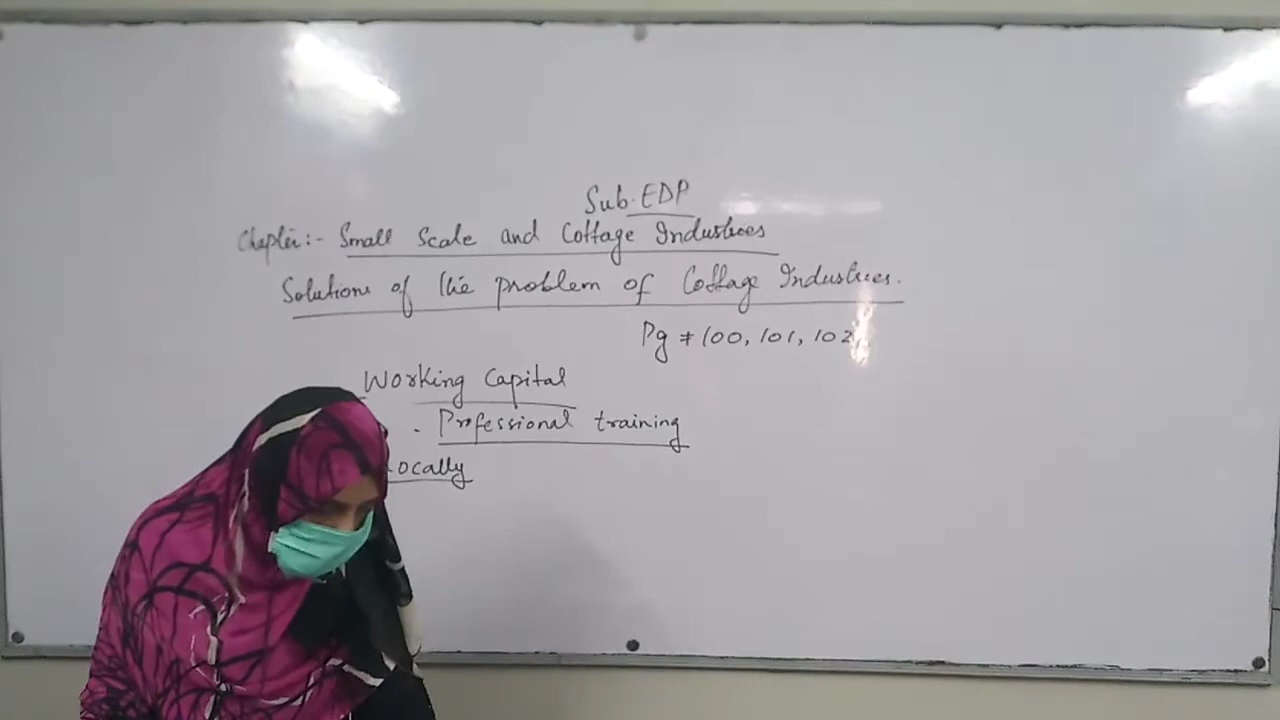 Sub. EDP
Chapter:- Small Scale and Cottage Industries
Solutions of the problem of Cottage Industries.
Pg # 100, 101, 102
Working Capital
. Professional training
Locally